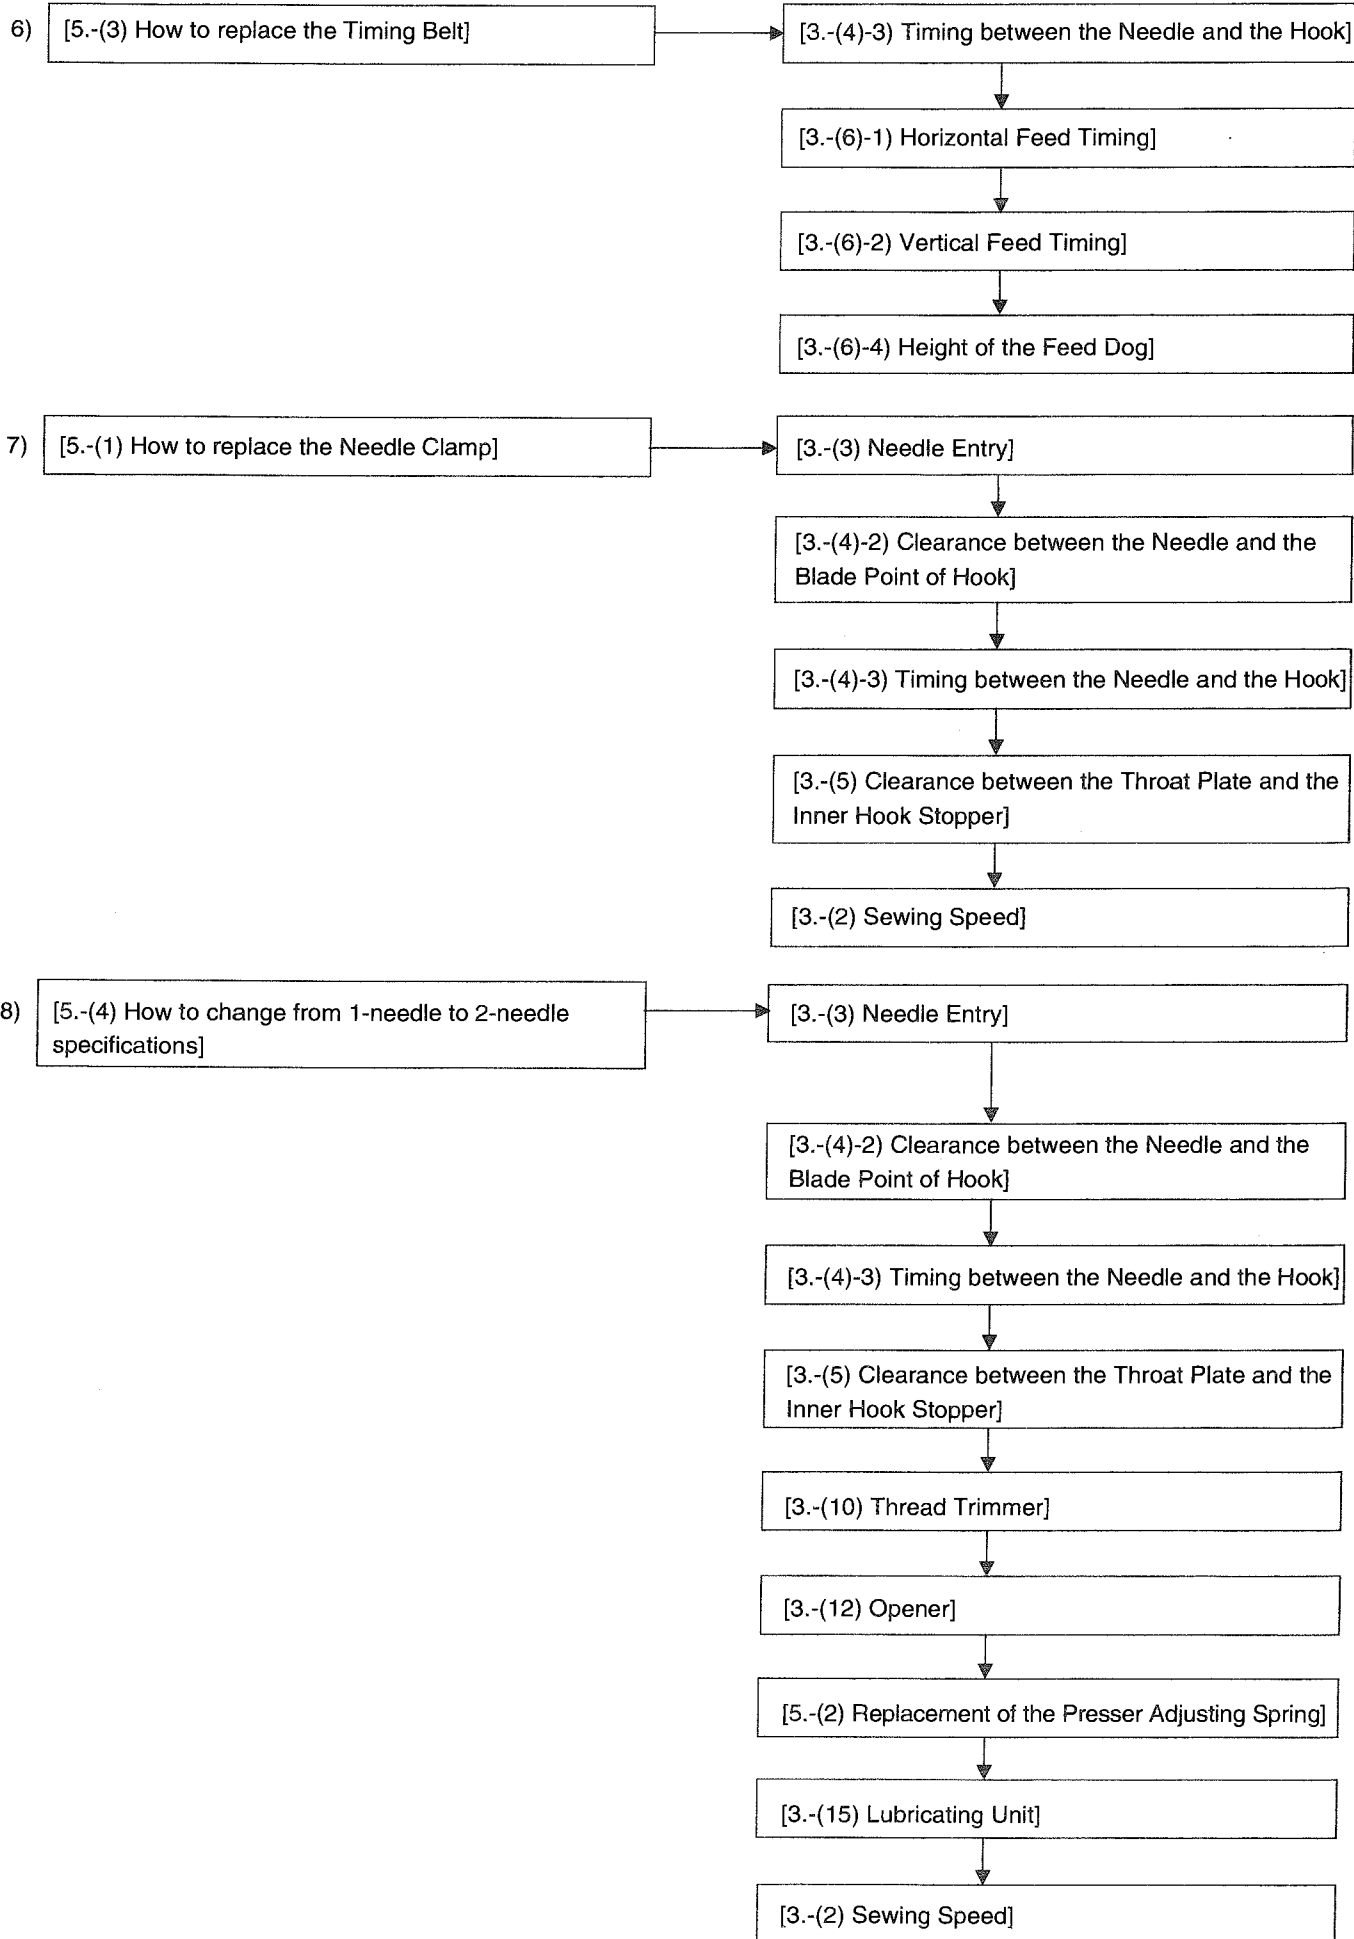 6) [5.-(3) How to replace the Timing Belt]
[3.-(4)-3) Timing between the Needle and the Hook]
[3.-(6)-1) Horizontal Feed Timing]
[3.-(6)-2) Vertical Feed Timing]
[3.-(6)-4) Height of the Feed Dog]
7) [5.-(1) How to replace the Needle Clamp]
[3.-(3) Needle Entry]
[3.-(4)-2) Clearance between the Needle and the
Blade Point of Hook]
[3.-(4)-3) Timing between the Needle and the Hook]
[3.-(5) Clearance between the Throat Plate and the
Inner Hook Stopper]
[3.-(2) Sewing Speed]
8) [5.-(4) How to change from 1-needle to 2-needle
specifications]
[3.-(3) Needle Entry]
[3.-(4)-2) Clearance between the Needle and the
Blade Point of Hook]
[3.-(4)-3) Timing between the Needle and the Hook]
[3.-(5) Clearance between the Throat Plate and the
Inner Hook Stopper]
[3.-(10) Thread Trimmer]
[3.-(12) Opener]
[5.-(2) Replacement of the Presser Adjusting Spring]
[3.-(15) Lubricating Unit]
[3.-(2) Sewing Speed]